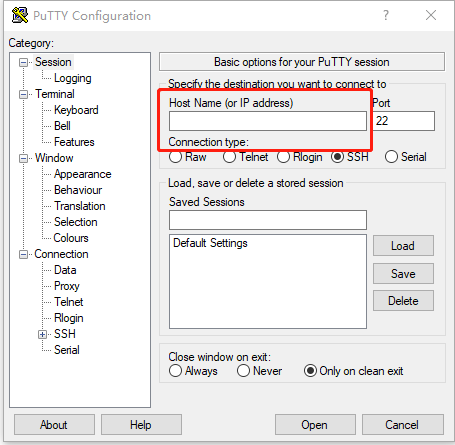 PuTTY Configuration
?
Category:
Session
Logging
Terminal
Keyboard
Bell
Features
Window
Appearance
Behaviour
Translation
Selection
Colours
Connection
Data
Proxy
Telnet
Rlogin
SSH
Serial
Basic options for your PuTTY session
Specify the destination you want to connect to
Host Name (or IP address) Port
22
Connection type:
Raw Telnet Rlogin SSH Serial
Load, save or delete a stored session
Saved Sessions
Default Settings
Load
Save
Delete
Close window on exit:
Always Never Only on clean exit
About Help Open Cancel